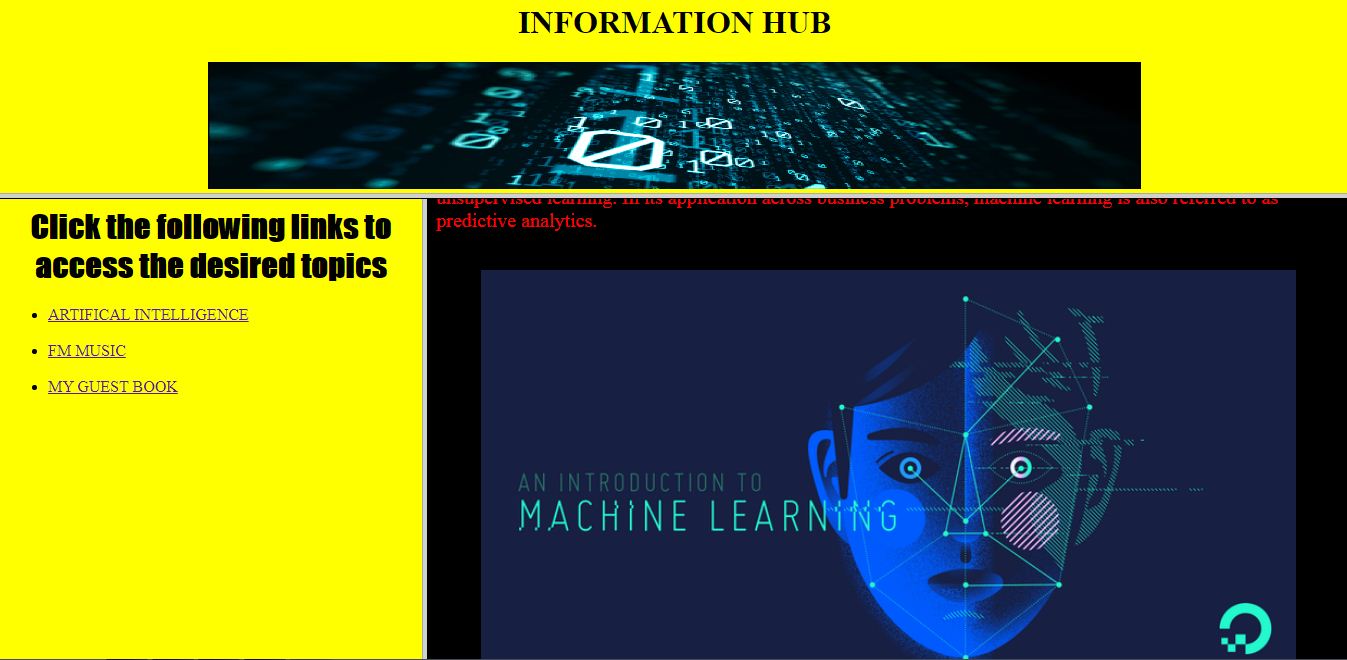 INFORMATION HUB
Click the following links to
access the desired topics
ARTIFICAL INTELLIGENCE
FM MUSIC
MY GUEST BOOK
unsupervised learning. In its application across business problems, machine learning is also referred to as
predictive analytics.
AN INTRODUCTION TO
MACHINE LEARNING